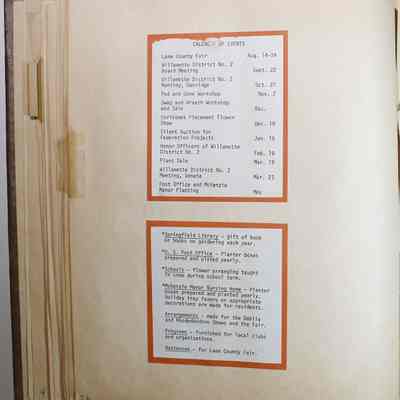 CALENDAR OF EVENTS
Lane County Fair Aug. 14-19
Willamette District No. 2
Board Meeting Sept. 22
Willamette District No. 2
Meeting, Oakridge Oct. 27
Pod and Cone Workshop Nov. 2
Swag and Wreath Workshop
and Sale Dec.
Christmas Placement Flower
Show Dec. 10
Silent Auction for
Federation Projects Jan. 16
Honor Officers of Willamette
District No. 2 Feb. 16
Plant Sale Mar. 19
Willamette District No. 2
Meeting, Veneta Mar. 23
Post Office and McKenzie
Manor Planting May
*Springfield Library - gift of book
or books on gardening each year.
*U. S. Post Office - Planter boxes
prepared and planted yearly.
*Schools - flower arranging taught
in some during school term.
*McKenzie Manor Nursing Home - Planter
boxes prepared and planted yearly.
Holiday tray favors or appropriate
decorations are made for residents.
Arrangements - made for the Dahlia
and Rhododendron Shows and the fair.
Programs - furnished for local clubs
and organizations.
Hostesses - for Lane County Fair.